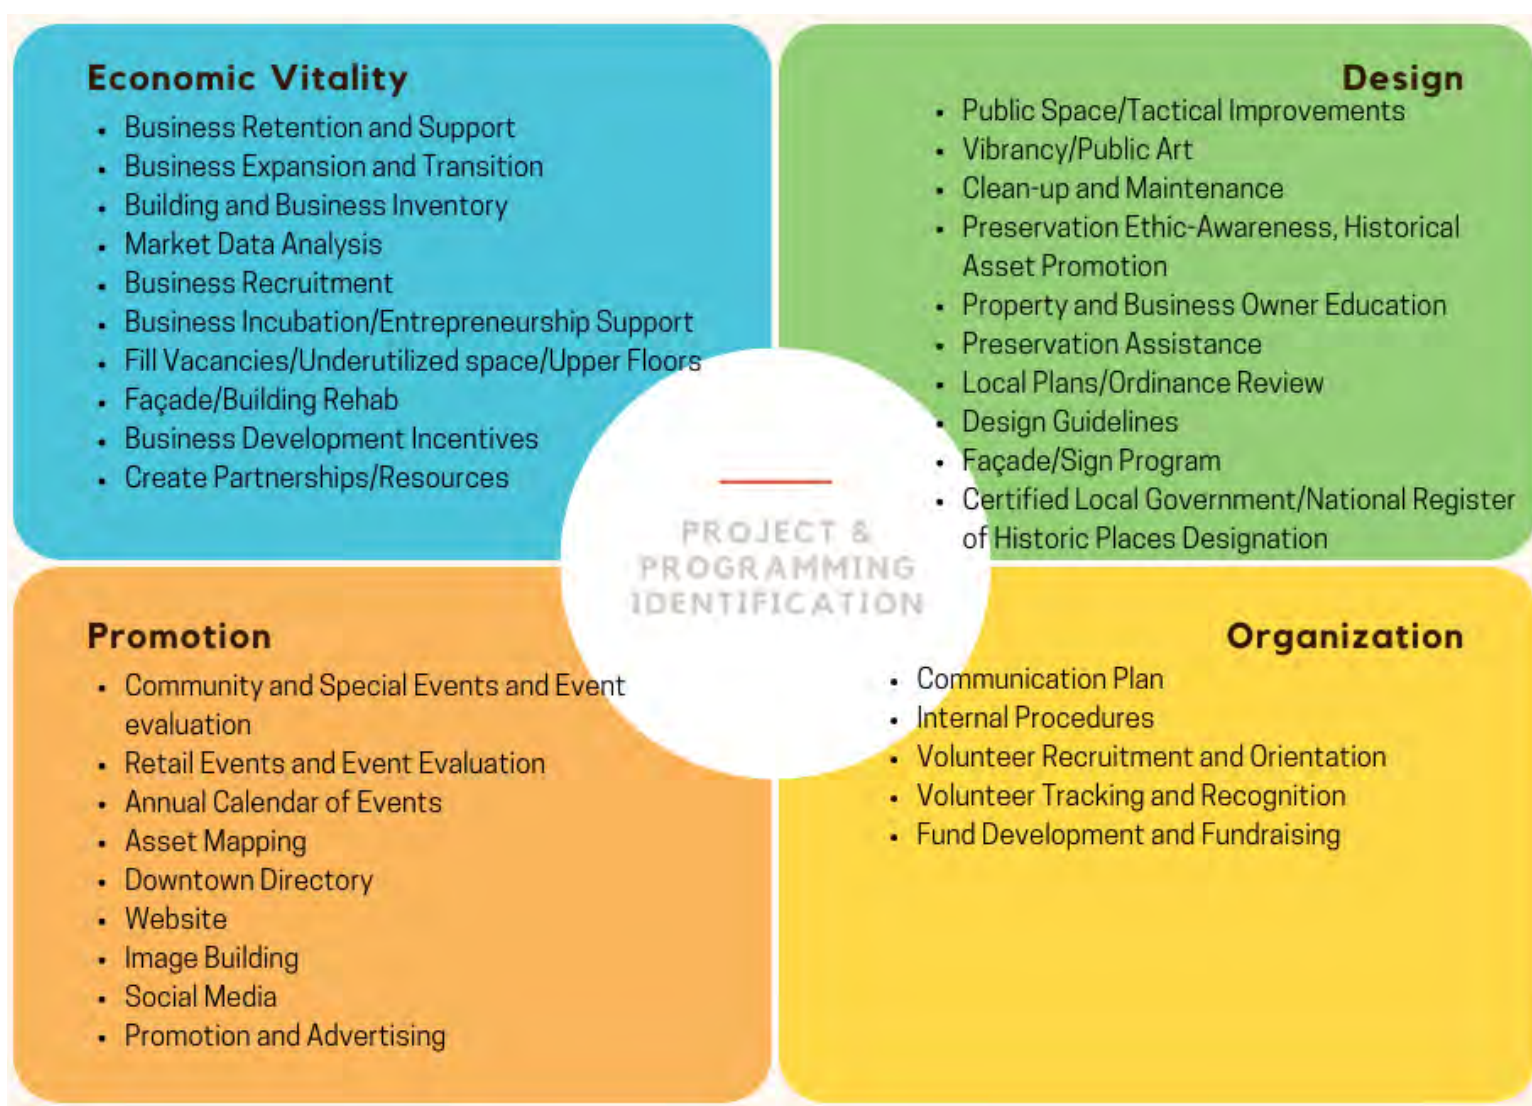 Economic Vitality
• Business Retention and Support
• Business Expansion and Transition
• Building and Business Inventory
• Market Data Analysis
• Business Recruitment
• Business Incubation/Entrepreneurship Support
• Fill Vacancies/Underutilized space/Upper Floors
• Façade/Building Rehab
• Business Development Incentives
• Create Partnerships/Resources
Design
• Public Space/Tactical Improvements
• Vibrancy/Public Art
• Clean-up and Maintenance
• Preservation Ethic-Awareness, Historical
Asset Promotion
• Property and Business Owner Education
• Preservation Assistance
• Local Plans/Ordinance Review
• Design Guidelines
• Façade/Sign Program
• Certified Local Government/National Register
of Historic Places Designation
PROJECT &
PROGRAMMING
IDENTIFICATION
Promotion
• Community and Special Events and Event
evaluation
• Retail Events and Event Evaluation
• Annual Calendar of Events
• Asset Mapping
• Downtown Directory
• Website
• Image Building
• Social Media
• Promotion and Advertising
Organization
• Communication Plan
• Internal Procedures
• Volunteer Recruitment and Orientation
• Volunteer Tracking and Recognition
• Fund Development and Fundraising